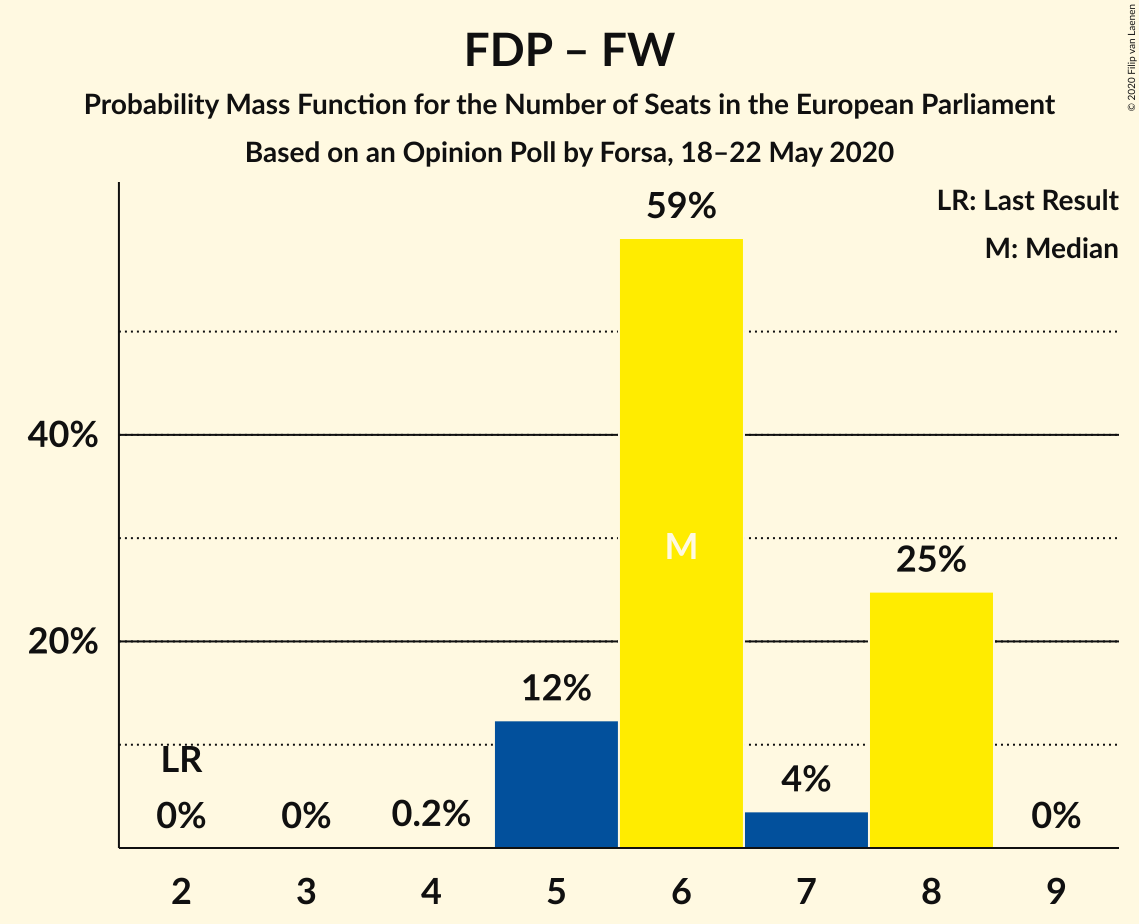 FDP – FW
Probability Mass Function for the Number of Seats in the European Parliament
Based on an Opinion Poll by Forsa, 18–22 May 2020
© 2020 Filip van Laenen
LR: Last Result
M: Median
59%
40%
M
25%
20%
12%
LR
4%
0%
0%
0.2%
0%
2
3
4
5
6
7
8
9